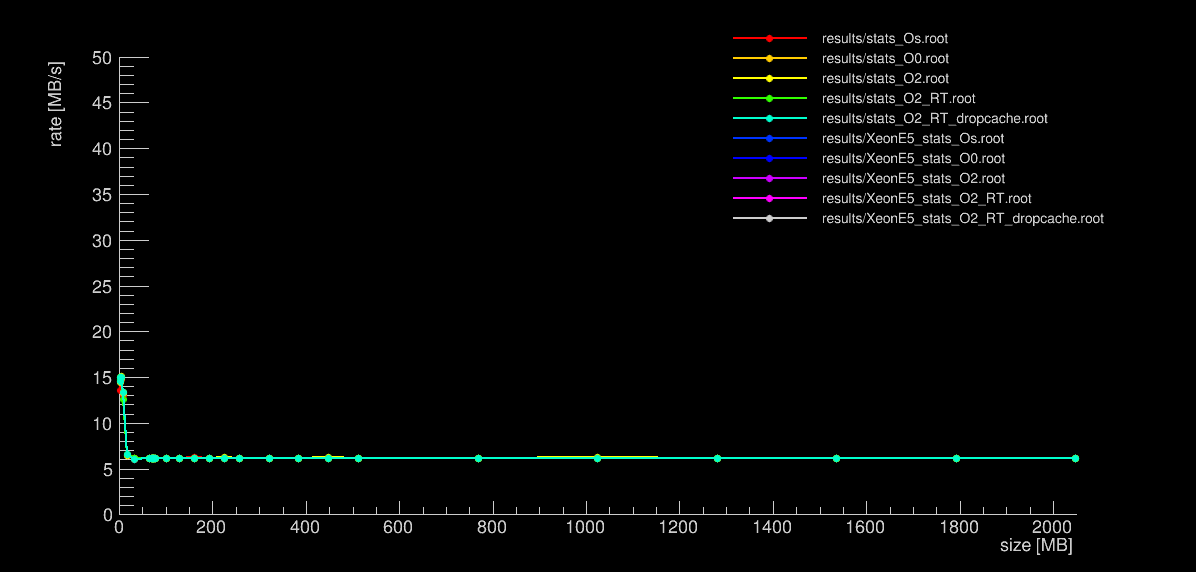 results/stats_Os.root
results/stats_O0.root
results/stats_O2.root
results/stats_O2_RT.root
results/stats_O2_RT_dropcache.root
results/XeonE5_stats_Os.root
results/XeonE5_stats_O0.root
results/XeonE5_stats_O2.root
results/XeonE5_stats_O2_RT.root
results/XeonE5_stats_O2_RT_dropcache.root
rate [MB/s]
50
45
40
35
30
25
20
15
10
5
0
0 200 400 600 800 1000 1200 1400 1600 1800 2000
size [MB]